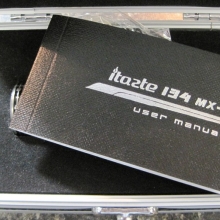 itaste 134 MX-
user manua